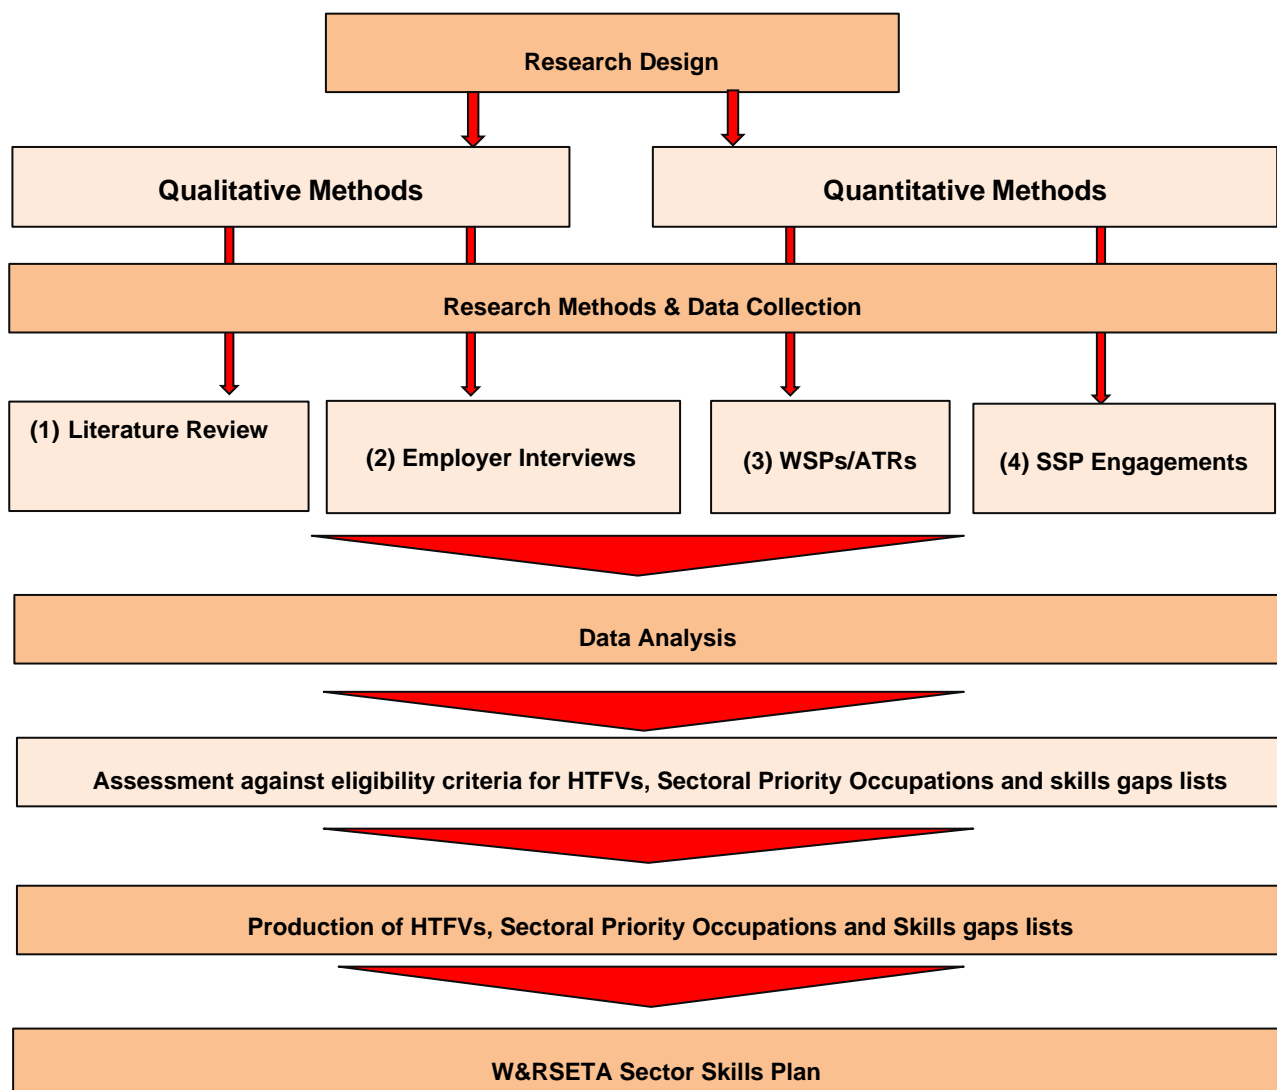 Research Design
Qualitative Methods
Quantitative Methods
Research Methods & Data Collection
(1) Literature Review
(2) Employer Interviews
(3) WSPs/ATRs
(4) SSP Engagements
Data Analysis
Assessment against eligibility criteria for HTFVs, Sectoral Priority Occupations and skills gaps lists
Production of HTFVs, Sectoral Priority Occupations and Skills gaps lists
W&RSETA Sector Skills Plan